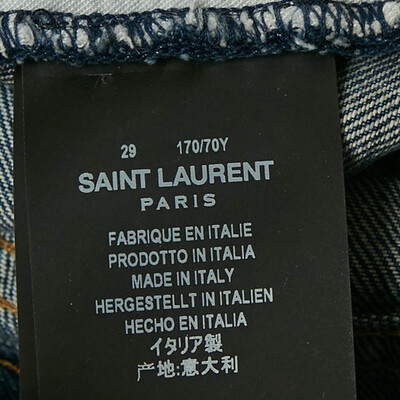 29 170/70Y
SAINT LAURENT
PARIS
FABRIQUE EN ITALIE
PRODOTTO IN ITALIA
MADE IN ITALY
HERGESTELLT IN ITALIEN
HECHO EN ITALIA
イタリア製
产地:意大利